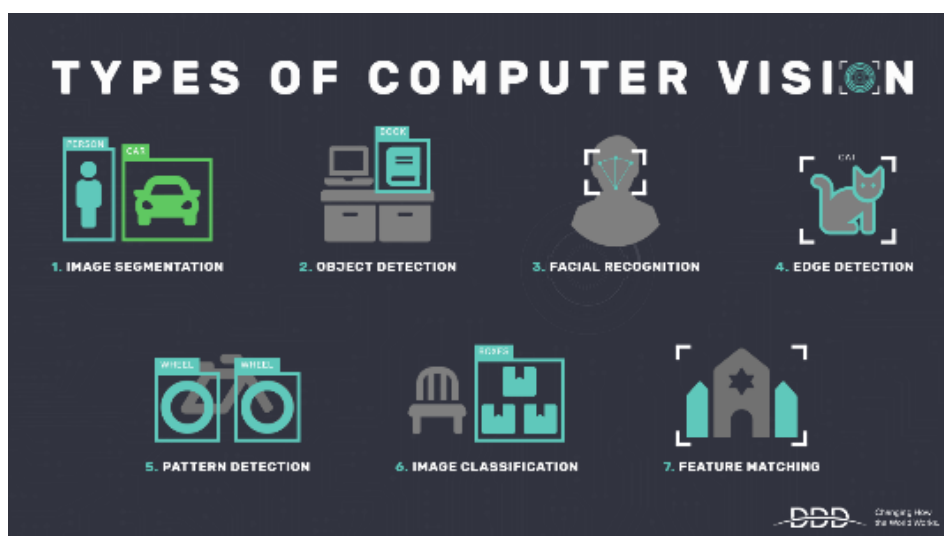 TYPES OF COMPUTER VISION
PERSON
CAR
BOOK
CAT
1. IMAGE SEGMENTATION
2. OBJECT DETECTION
3. FACIAL RECOGNITION
4. EDGE DETECTION
WHEEL
WHEEL
BOXES
5. PATTERN DETECTION
6. IMAGE CLASSIFICATION
7. FEATURE MATCHING
DDD
Changing How
the World Works.